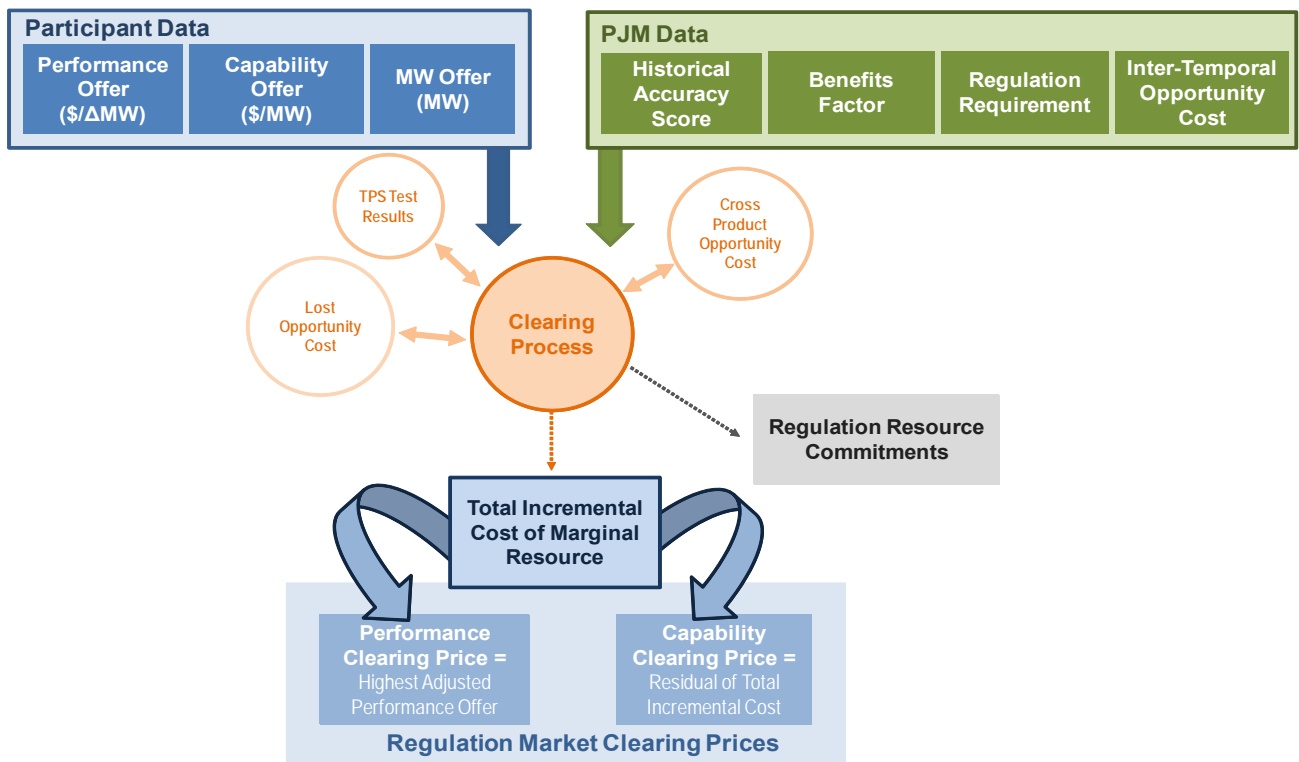 Participant Data
Performance
Offer
($/ΔMW)
Capability
Offer
($/MW)
MW Offer
(MW)
PJM Data
Historical
Accuracy
Score
Benefits
Factor
Regulation
Requirement
Inter-Temporal
Opportunity
Cost
TPS Test
Results
Cross
Product
Opportunity
Cost
Lost
Opportunity
Cost
Clearing
Process
Regulation Resource
Commitments
Total Incremental
Cost of Marginal
Resource
Performance
Clearing Price =
Highest Adjusted
Performance Offer
Capability
Clearing Price =
Residual of Total
Incremental Cost
Regulation Market Clearing Prices